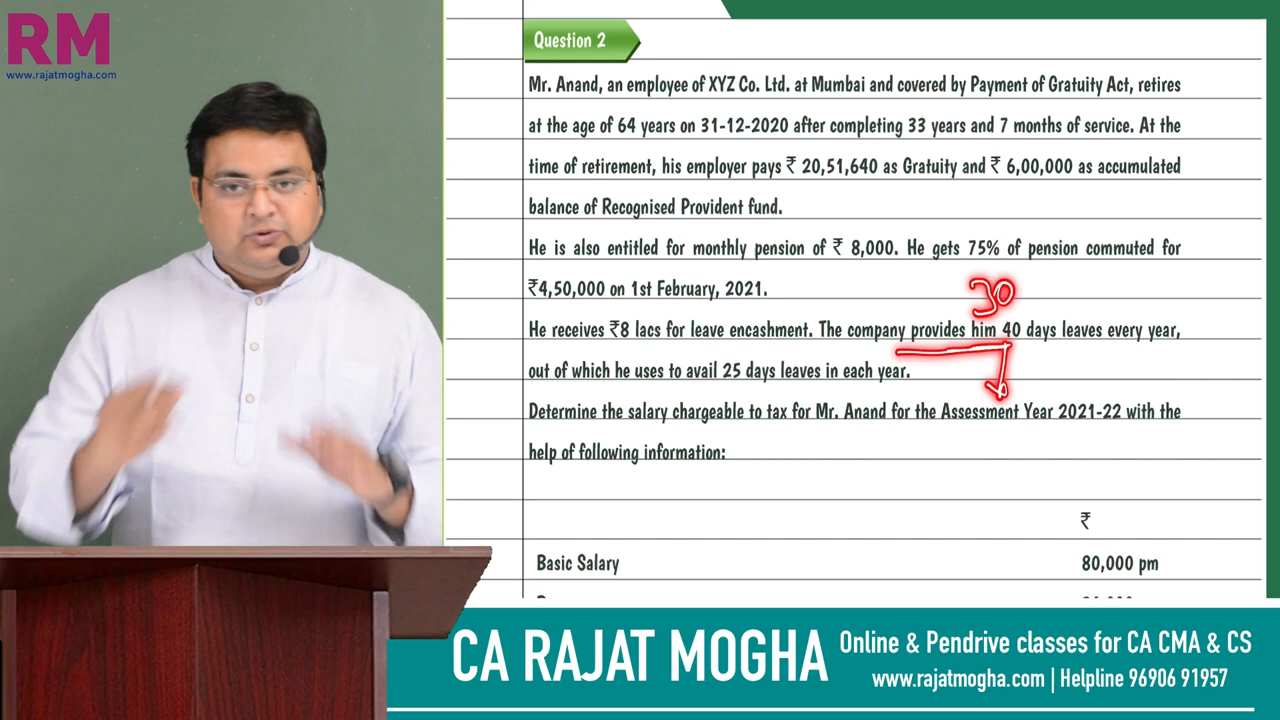 RM
www.rajatmogha.com
Question 2
Mr. Anand, an employee of XYZ Co. Ltd. at Mumbai and covered by Payment of Gratuity Act, retires
at the age of 64 years on 31-12-2020 after completing 33 years and 7 months of service. At the
time of retirement, his employer pays ₹ 20,51,640 as Gratuity and ₹ 6,00,000 as accumulated
balance of Recognised Provident fund.
He is also entitled for monthly pension of ₹ 8,000. He gets 75% of pension commuted for
₹4,50,000 on 1st February, 2021.
30
He receives ₹8 lacs for leave encashment. The company provides him 40 days leaves every year,
out of which he uses to avail 25 days leaves in each year.
Determine the salary chargeable to tax for Mr. Anand for the Assessment Year 2021-22 with the
help of following information:
₹
Basic Salary 80,000 pm
CA RAJAT MOGHA
Online & Pendrive classes for CA CMA & CS
www.rajatmogha.com | Helpline 96906 91957